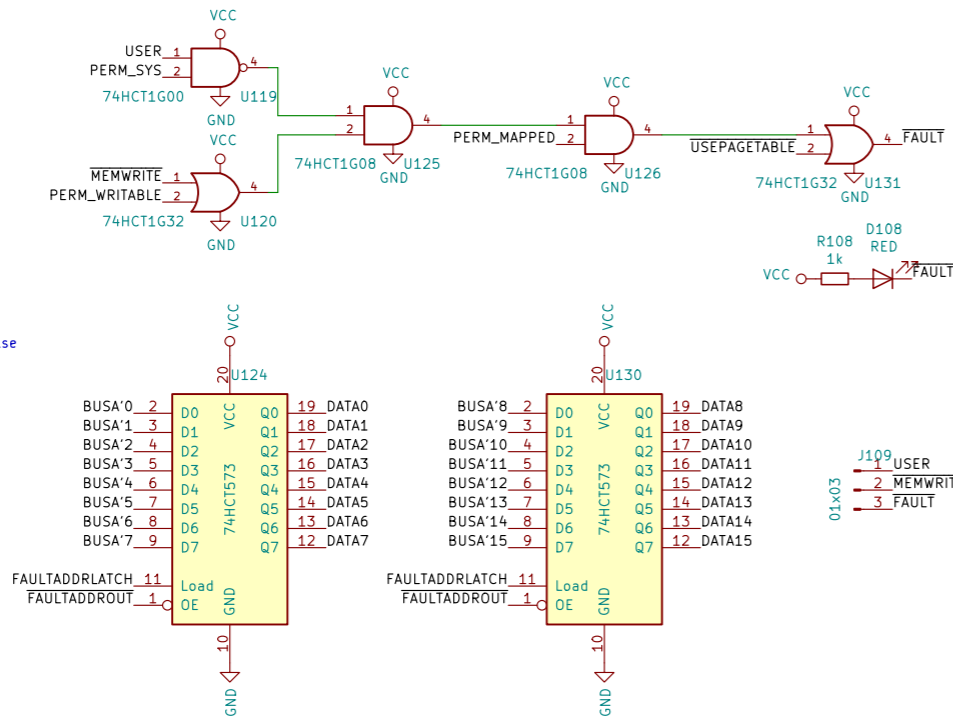 VCC
USER 1
PERM_SYS 2
4
74HCT1G00 U119
GND
VCC
MEMWRITE 1
PERM_WRITABLE 2
4
74HCT1G32 U120
GND
VCC
1
2
4
74HCT1G08 U125
GND
VCC
1
PERM_MAPPED 2
4
74HCT1G08 U126
GND
VCC
1
USEPAGETABLE 2
4 FAULT
74HCT1G32 U131
GND
D108
RED
R108
1k
VCC
FAULT
se
VCC
20 U124
BUSA'0 2 D0 VCC Q0 19 DATA0
BUSA'1 3 D1 Q1 18 DATA1
BUSA'2 4 D2 Q2 17 DATA2
BUSA'3 5 D3 Q3 16 DATA3
BUSA'4 6 D4 Q4 15 DATA4
BUSA'5 7 D5 Q5 14 DATA5
BUSA'6 8 D6 Q6 13 DATA6
BUSA'7 9 D7 Q7 12 DATA7
74HCT573
FAULTADDRLATCH 11 Load
FAULTADDROUT 1 OE
GND
10
GND
VCC
20 U130
BUSA'8 2 D0 VCC Q0 19 DATA8
BUSA'9 3 D1 Q1 18 DATA9
BUSA'10 4 D2 Q2 17 DATA10
BUSA'11 5 D3 Q3 16 DATA11
BUSA'12 6 D4 Q4 15 DATA12
BUSA'13 7 D5 Q5 14 DATA13
BUSA'14 8 D6 Q6 13 DATA14
BUSA'15 9 D7 Q7 12 DATA15
74HCT573
FAULTADDRLATCH 11 Load
FAULTADDROUT 1 OE
GND
10
GND
J109
1 USER
2 MEMWRIT
3 FAULT
01x03